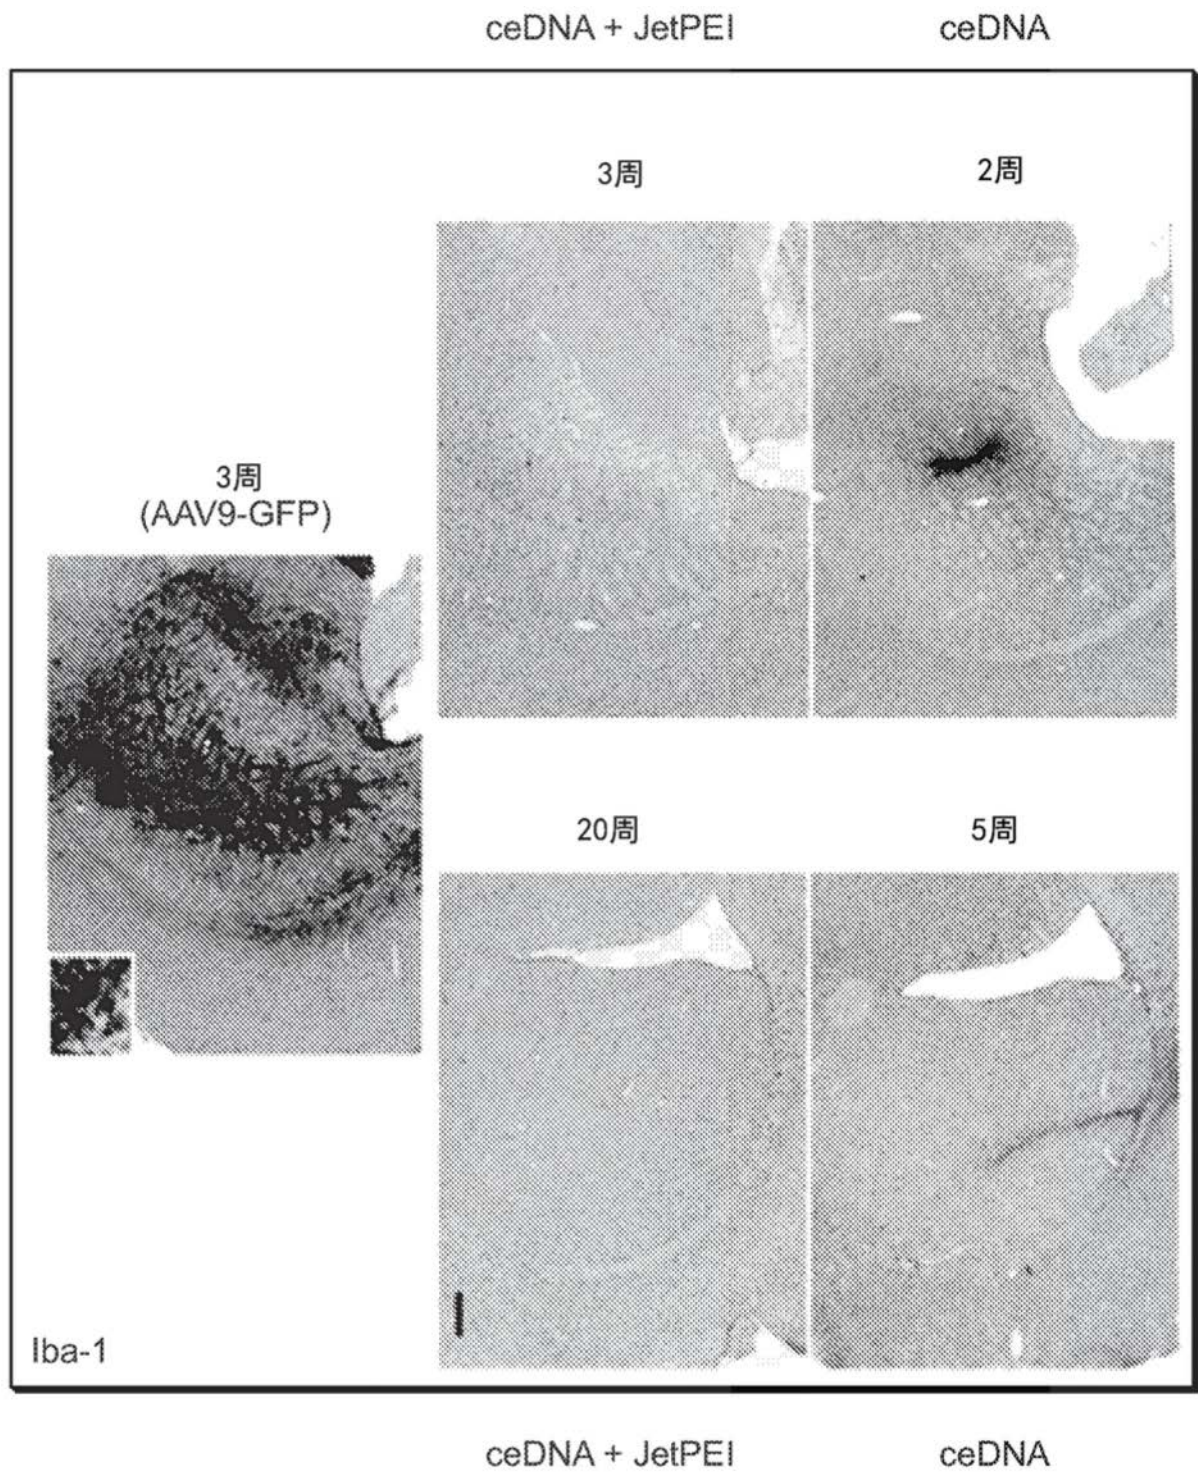 ceDNA + JetPEI
ceDNA
3周
2周
3周
(AAV9-GFP)
20周
5周
Iba-1
ceDNA + JetPEI
ceDNA